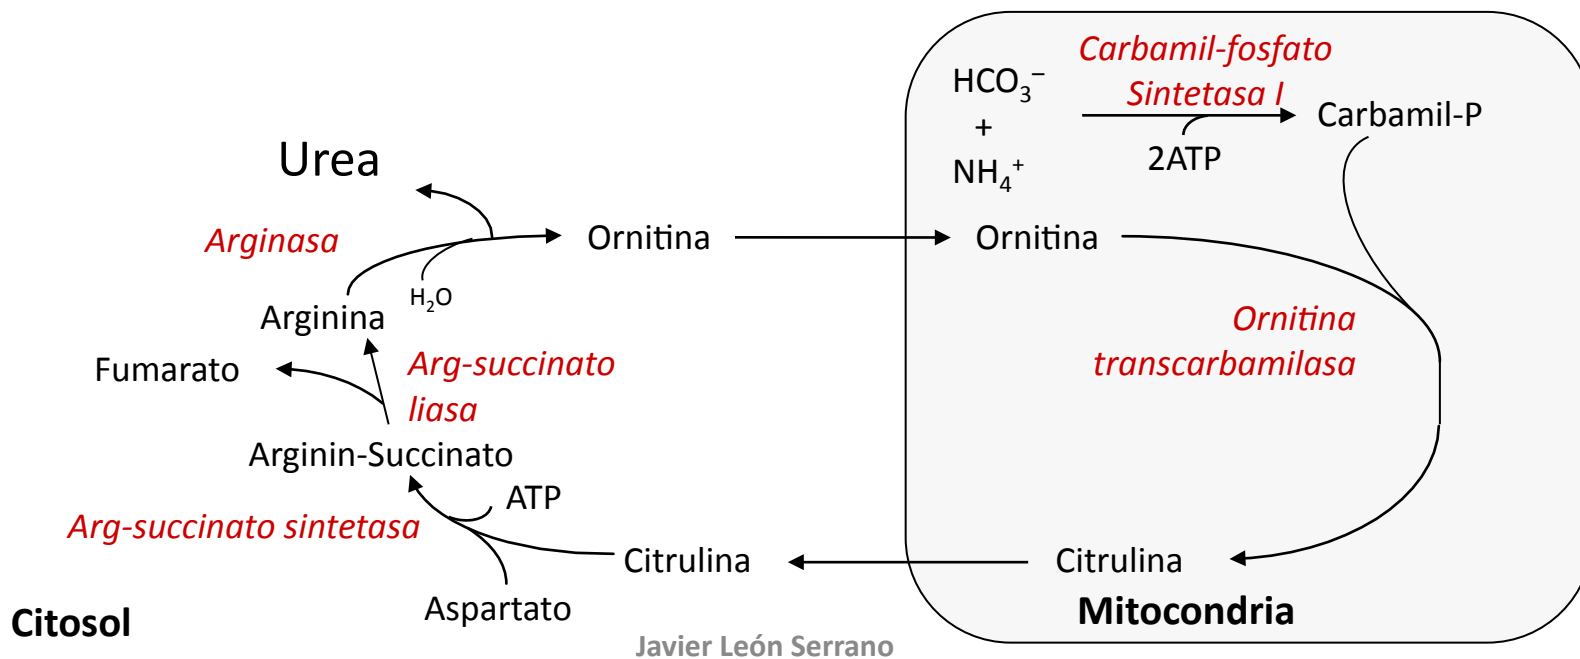 Carbamil-fosfato
Sintetasa I
HCO₃⁻
+
NH₄⁺
2ATP
Carbamil-P
Urea
Arginasa
Ornitina
Ornitina
H₂O
Arginina
Ornitina
transcarbamilasa
Fumarato
Arg-succinato
liasa
Arginin-Succinato
ATP
Arg-succinato sintetasa
Citrulina
Citrulina
Aspartato
Citosol
Mitocondria
Javier León Serrano